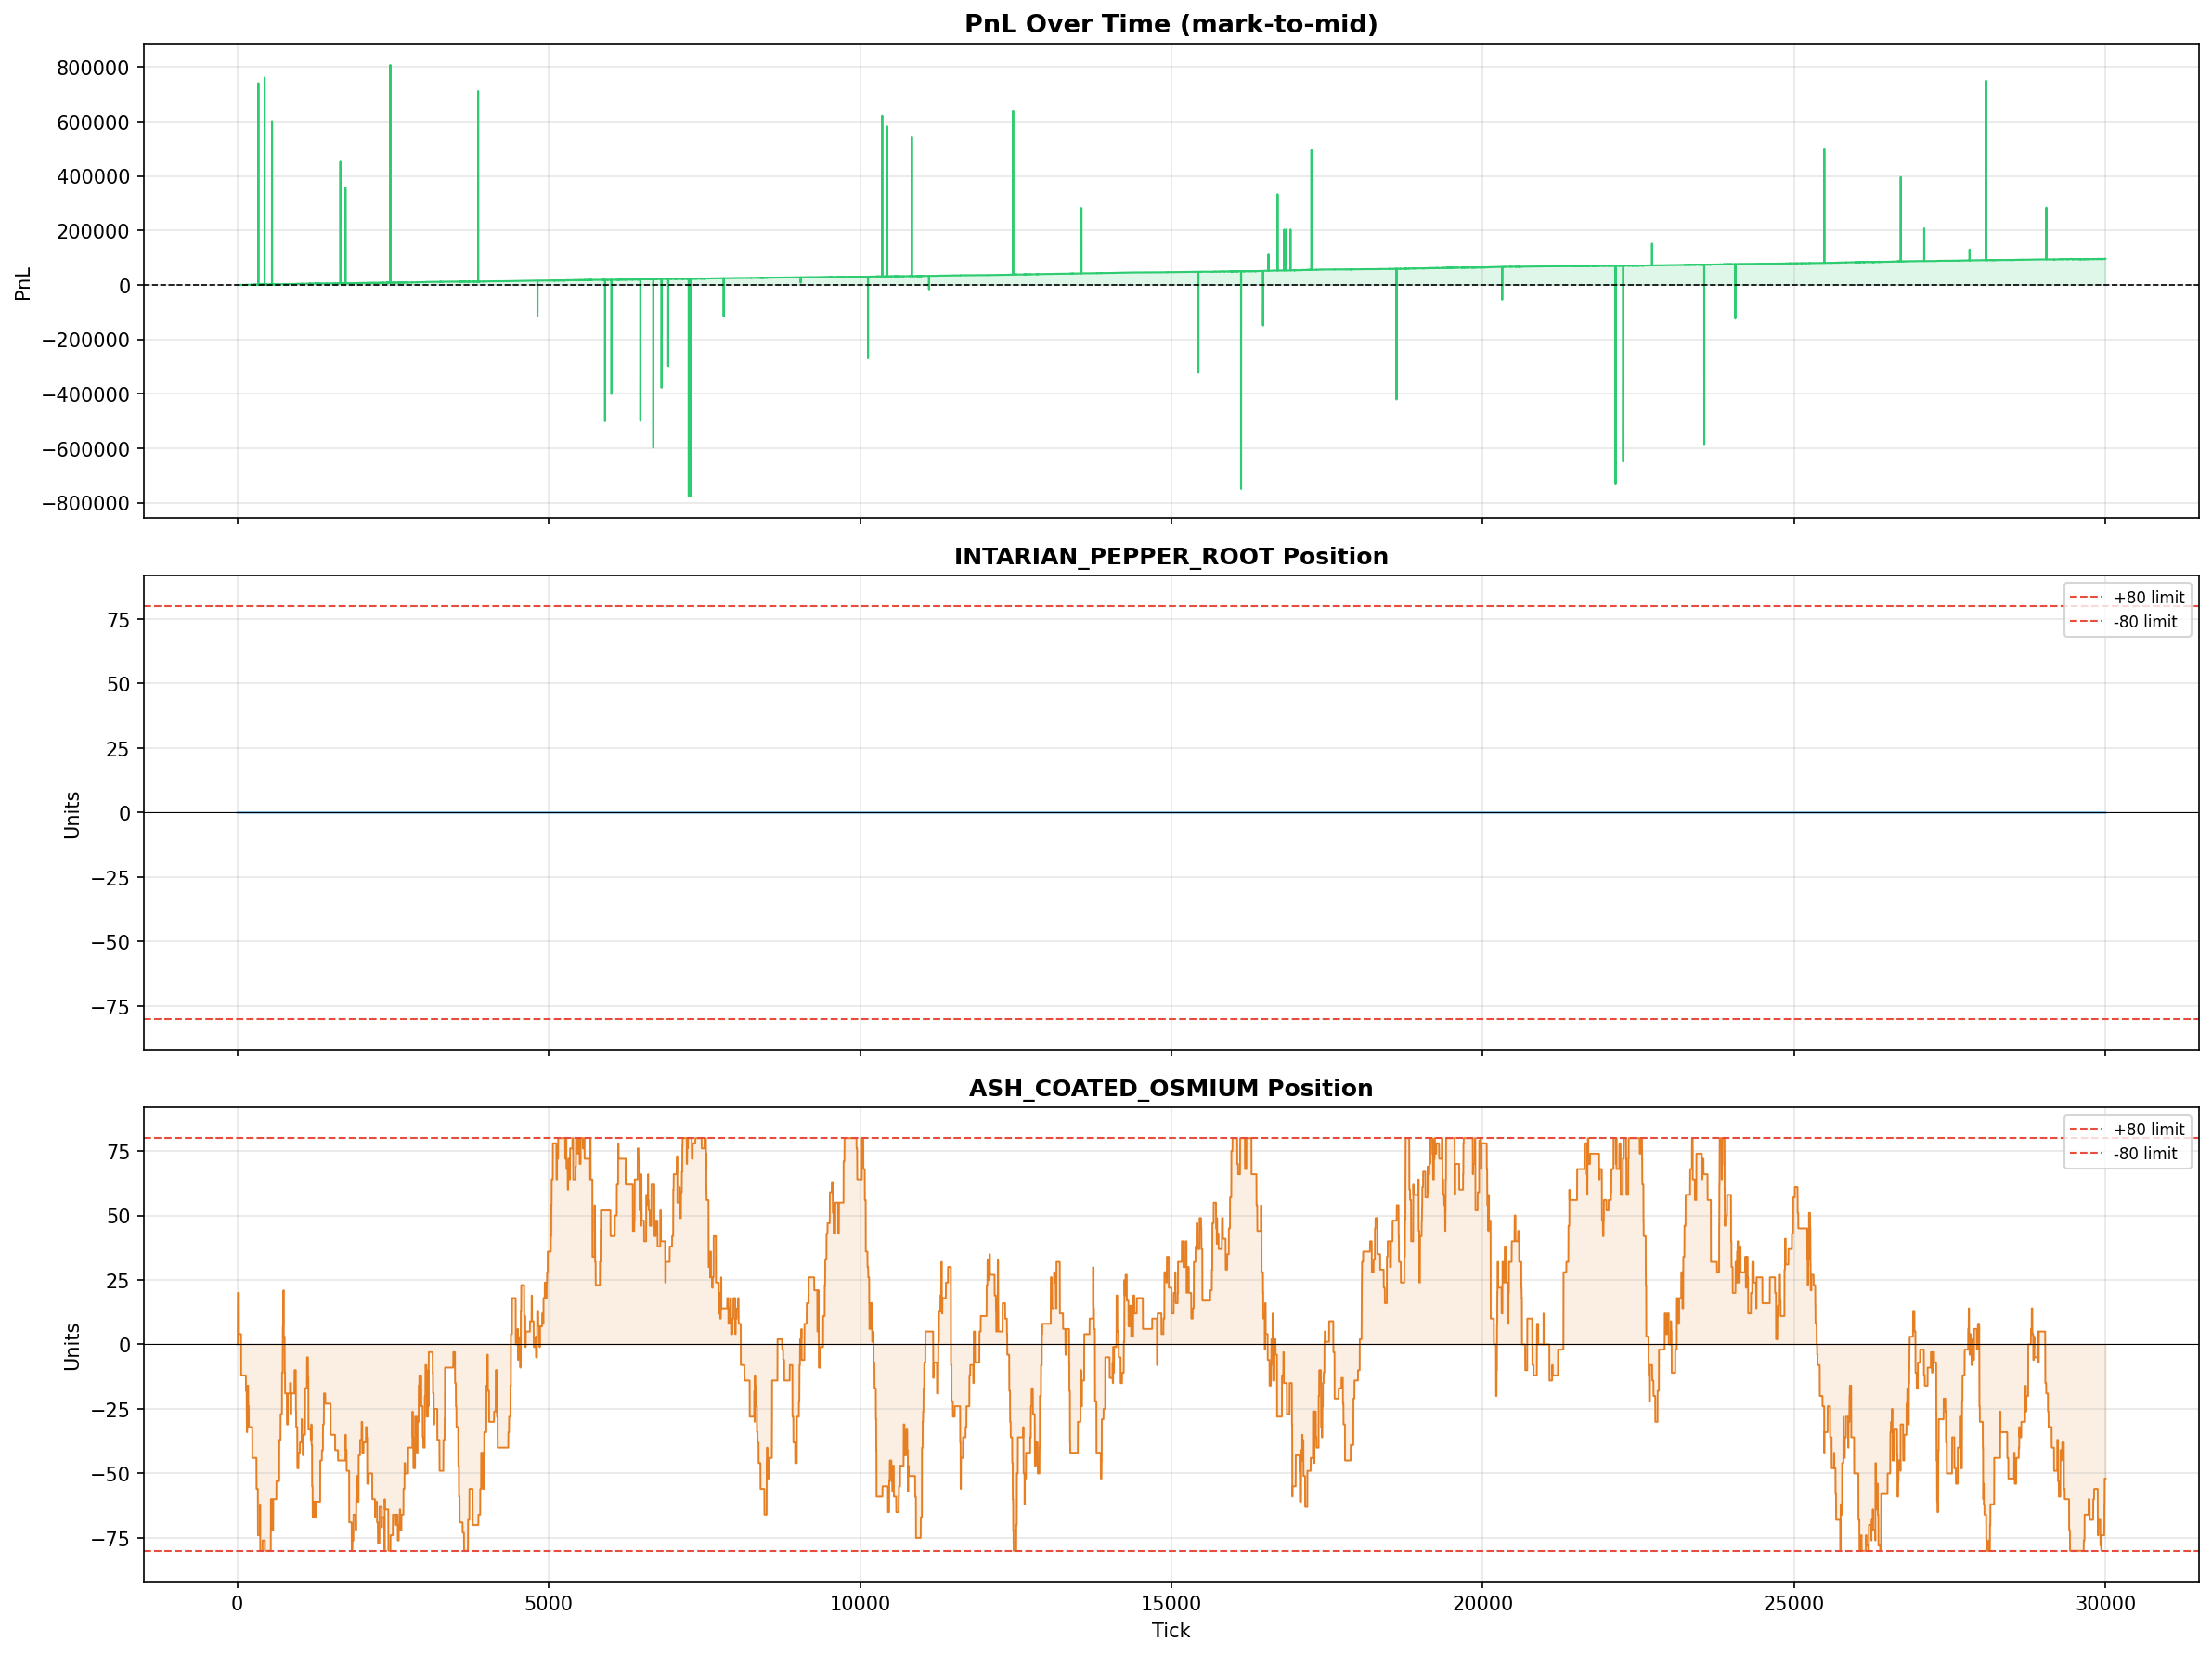 PnL Over Time (mark-to-mid)
800000
600000
400000
200000
0
−200000
−400000
−600000
−800000
PnL
INTARIAN_PEPPER_ROOT Position
+80 limit
-80 limit
75
50
25
0
−25
−50
−75
Units
ASH_COATED_OSMIUM Position
+80 limit
-80 limit
75
50
25
0
−25
−50
−75
Units
0 5000 10000 15000 20000 25000 30000
Tick